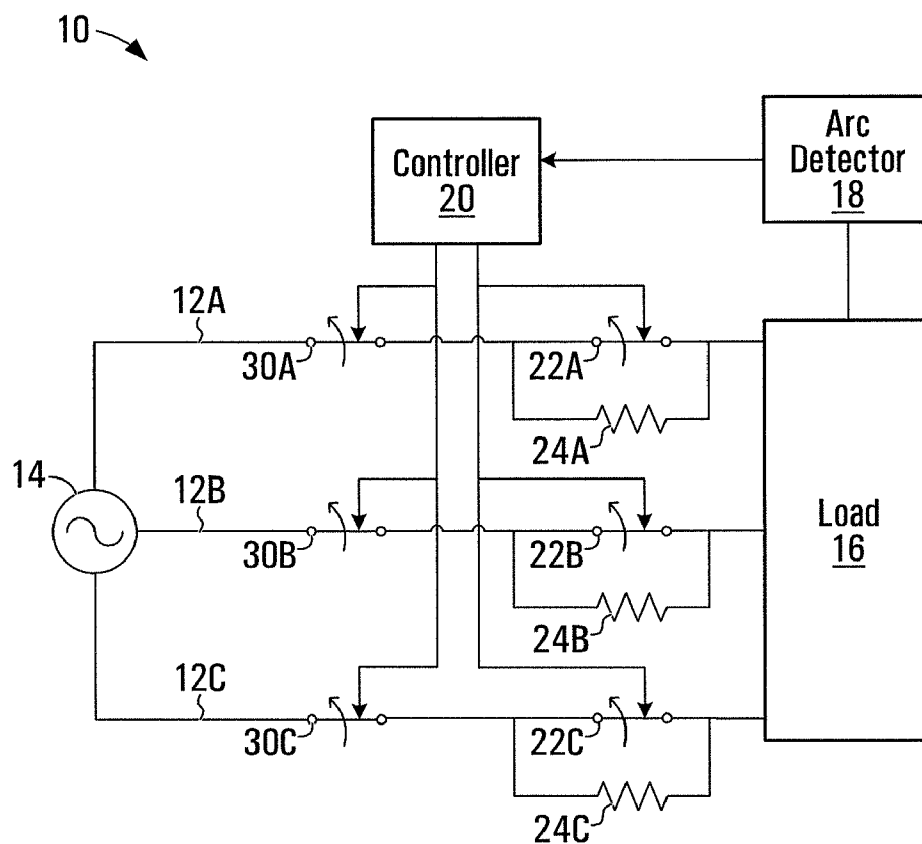 10
Controller
20
Arc
Detector
18
12A
30A
22A
24A
14
12B
30B
22B
24B
Load
16
12C
30C
22C
24C